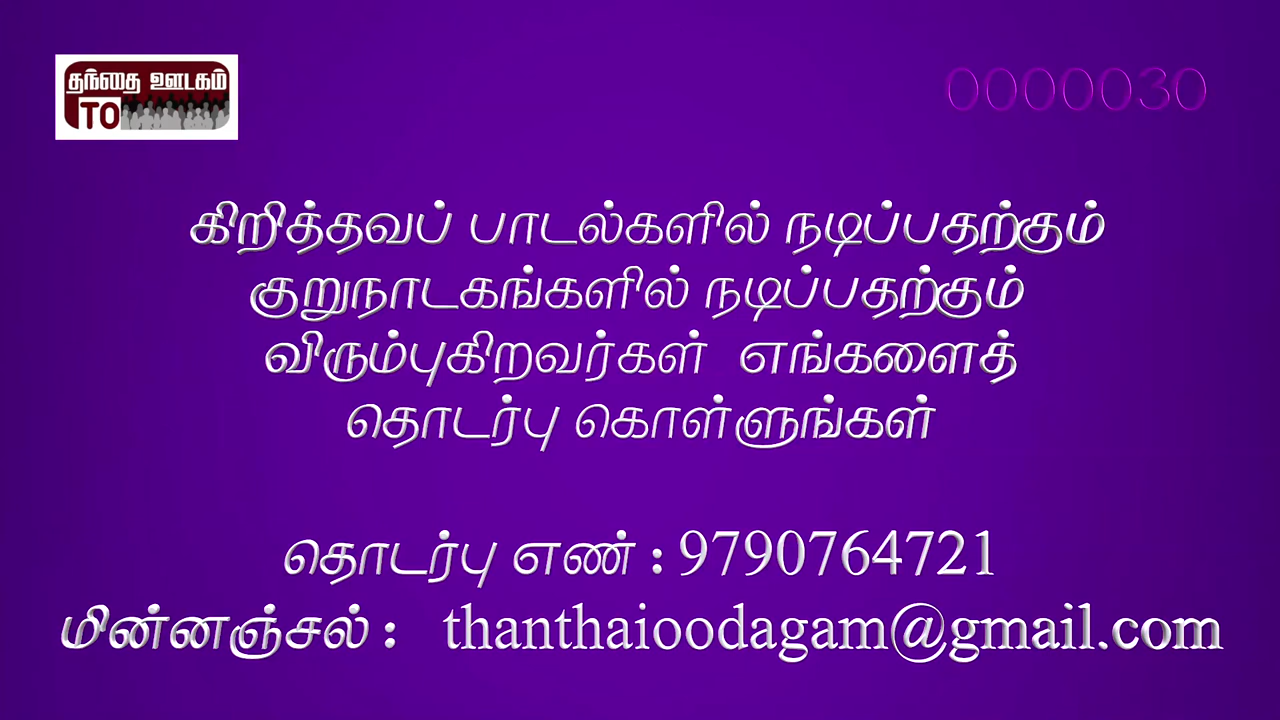 தந்தை ஊடகம்
TO
0000030
கிறித்தவப் பாடல்களில் நடிப்பதற்கும்
குறுநாடகங்களில் நடிப்பதற்கும்
விரும்புகிறவர்கள் எங்களைத்
தொடர்பு கொள்ளுங்கள்
தொடர்பு எண் : 9790764721
மின்னஞ்சல் : thanthaioodagam@gmail.com